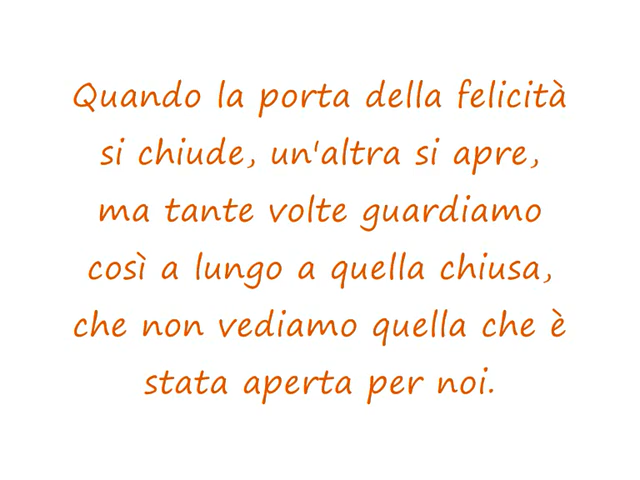 Quando la porta della felicità
si chiude, un'altra si apre,
ma tante volte guardiamo
così a lungo a quella chiusa,
che non vediamo quella che è
stata aperta per noi.